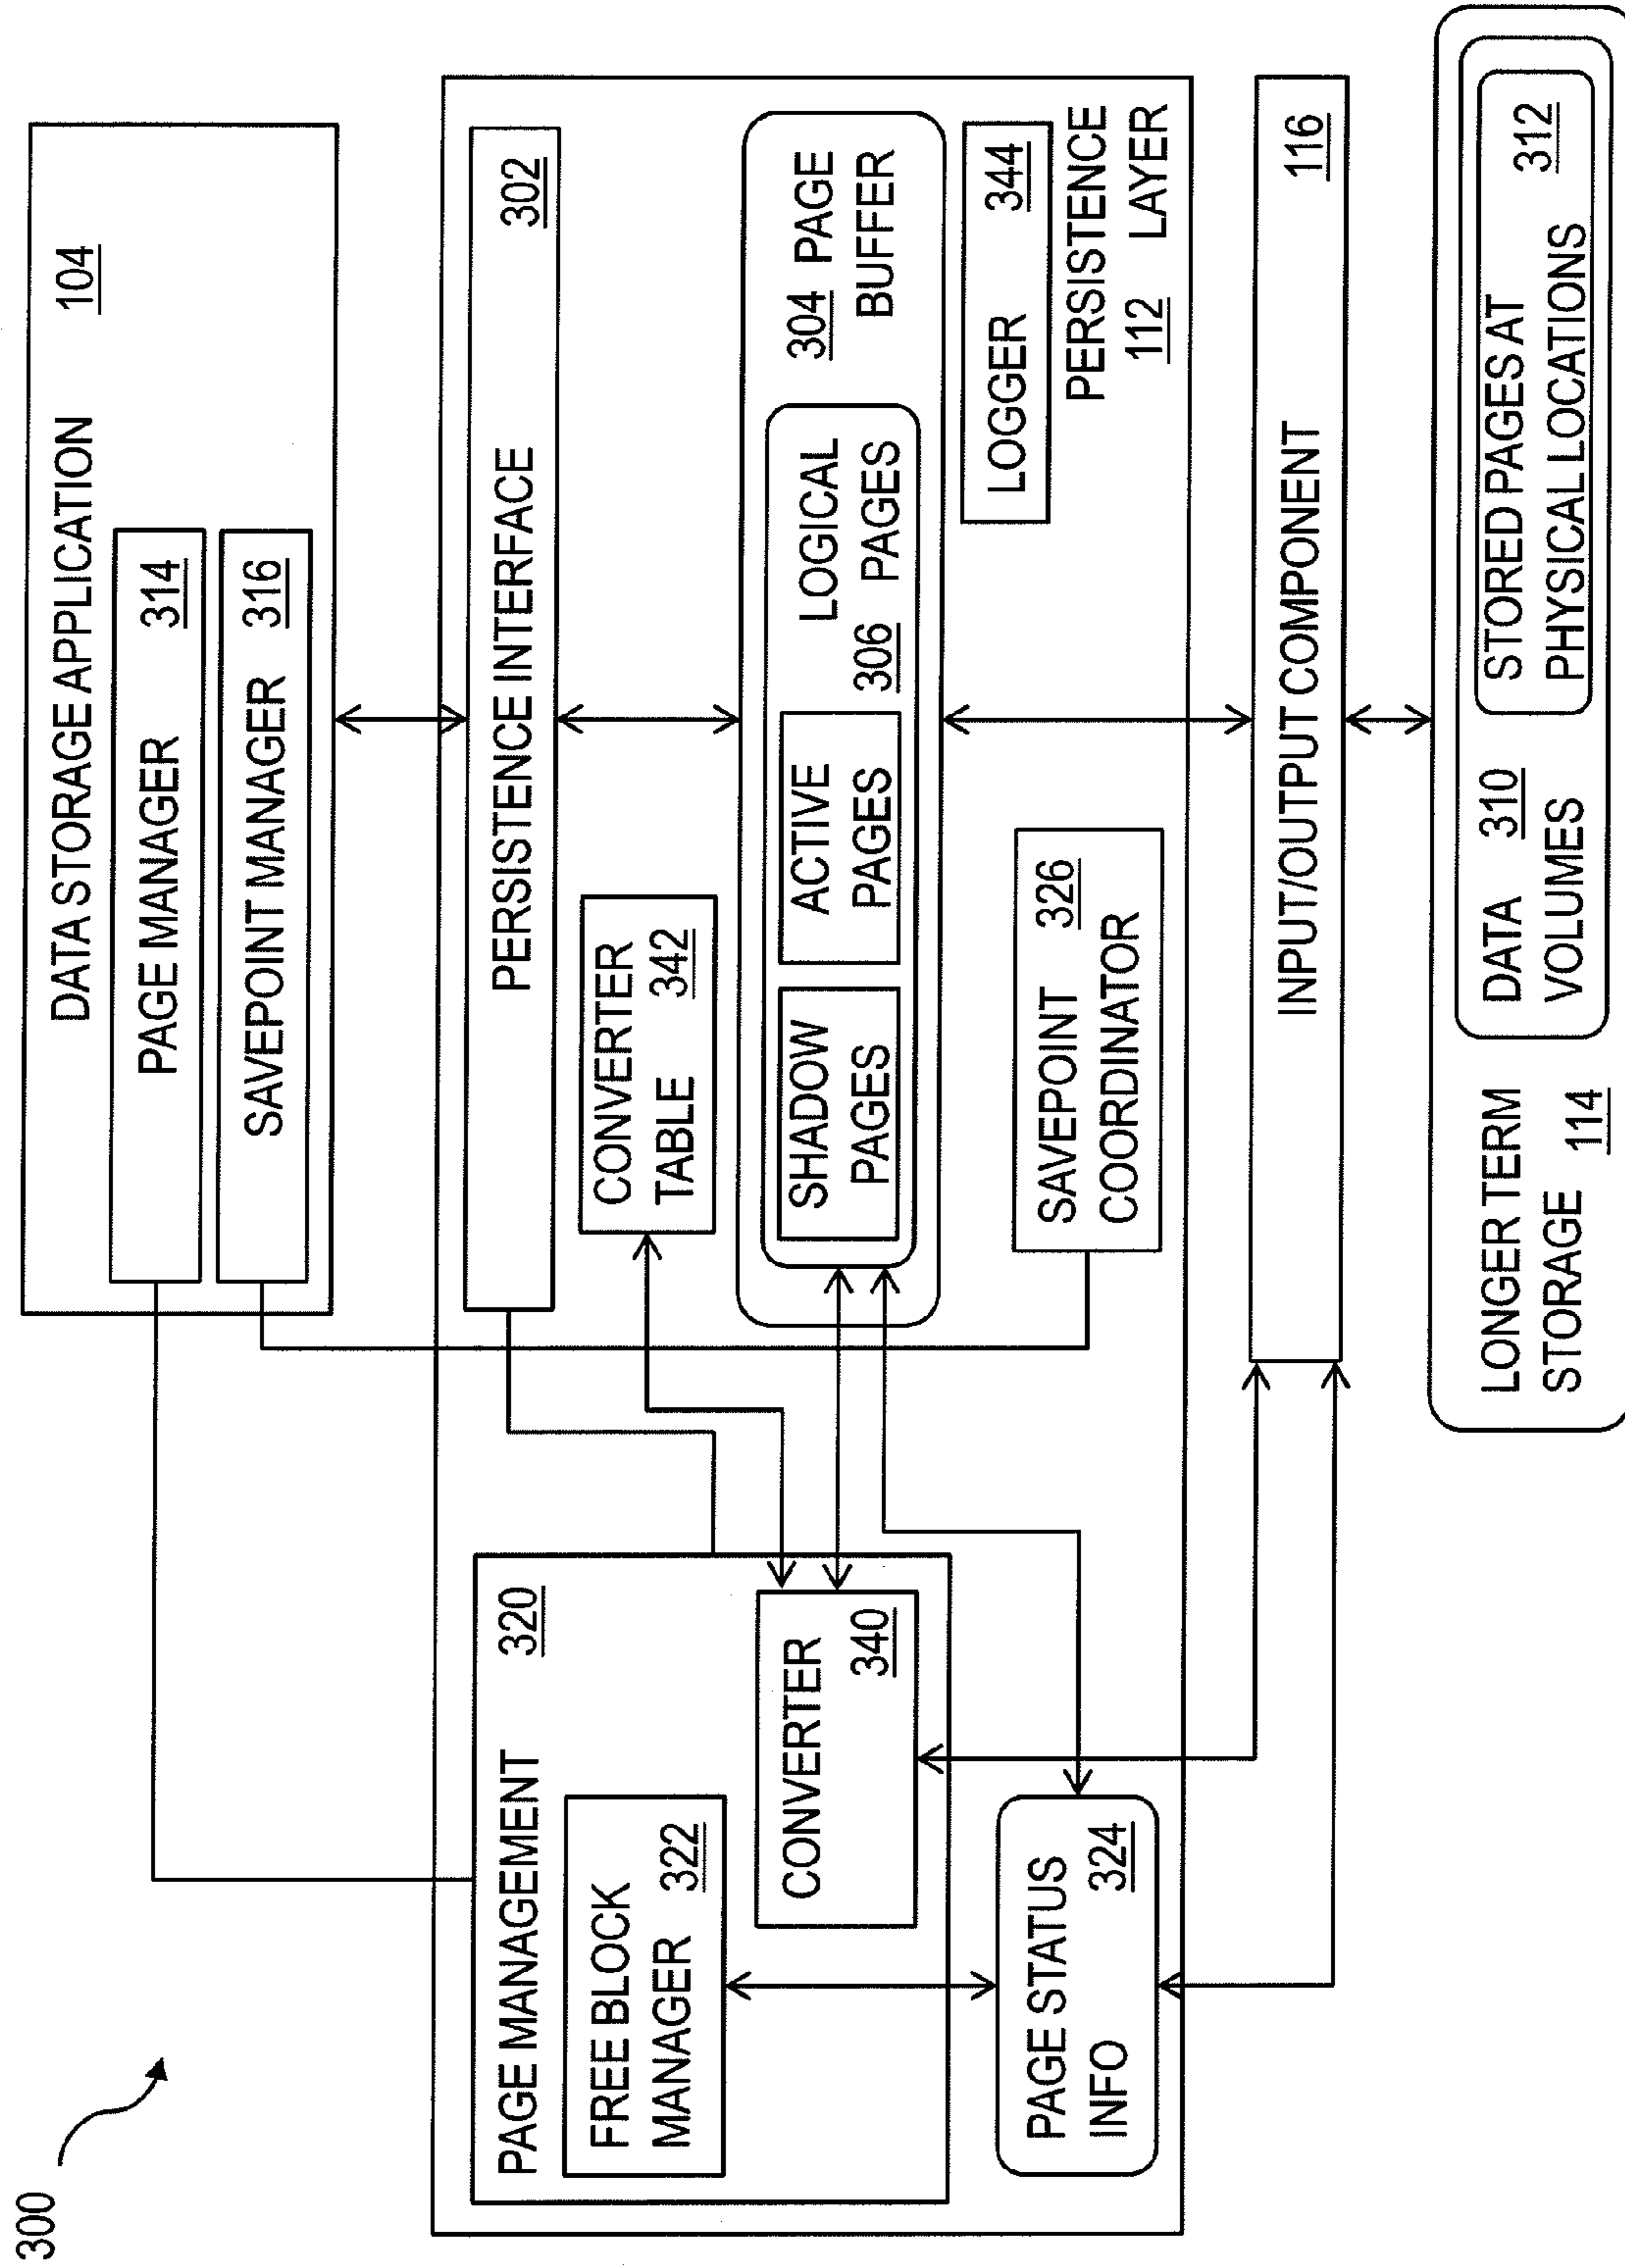 300
DATA STORAGE APPLICATION
104
PAGE MANAGER 314
SAVEPOINT MANAGER 316
PAGE MANAGEMENT 320
FREE BLOCK
MANAGER 322
CONVERTER
340
PAGE STATUS
INFO 324
PERSISTENCE INTERFACE 302
CONVERTER
TABLE 342
SHADOW
PAGES
ACTIVE
PAGES
LOGICAL
306 PAGES
304 PAGE
BUFFER
SAVEPOINT
COORDINATOR
326
LOGGER 344
PERSISTENCE
112 LAYER
INPUT/OUTPUT COMPONENT 116
LONGER TERM
STORAGE 114
DATA 310
VOLUMES
STORED PAGES AT
PHYSICAL LOCATIONS
312